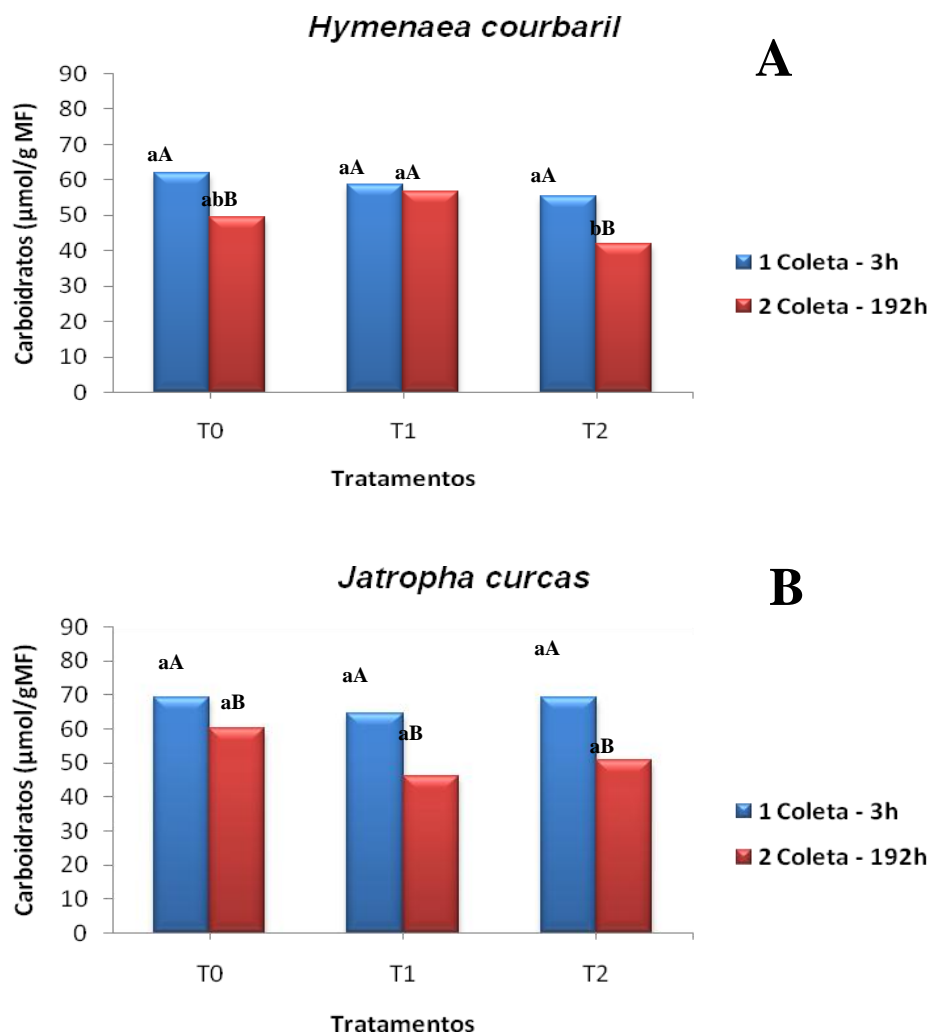 Hymenaea courbaril
A
Carboidratos (µmol/g MF)
90
80
70
60
50
40
30
20
10
0
aA
abB
aA
aA
aA
bB
T0
T1
T2
Tratamentos
1 Coleta - 3h
2 Coleta - 192h
Jatropha curcas
B
Carboidratos (µmol/gMF)
90
80
70
60
50
40
30
20
10
0
aA
aB
aA
aB
aA
aB
T0
T1
T2
Tratamentos
1 Coleta - 3h
2 Coleta - 192h